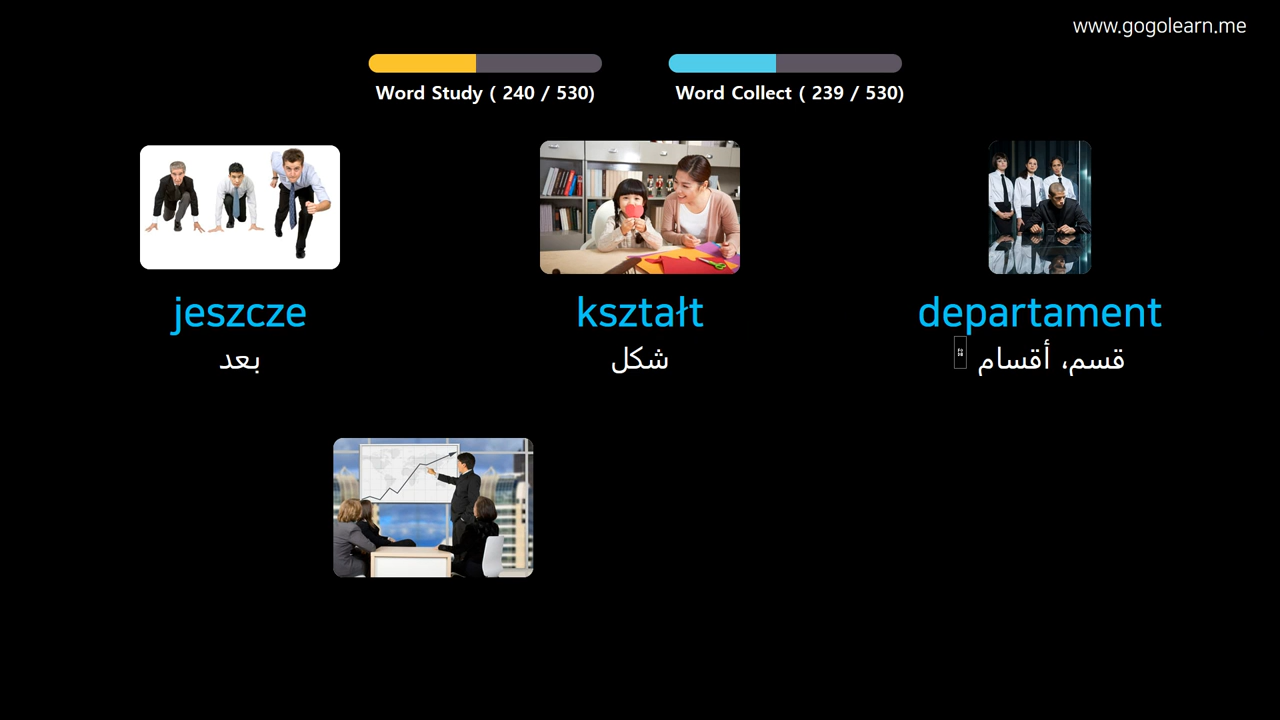 www.gogolearn.me
Word Study ( 240 / 530)
Word Collect ( 239 / 530)
jeszcze
بعد
kształt
شكل
departament
قسم، أقسام